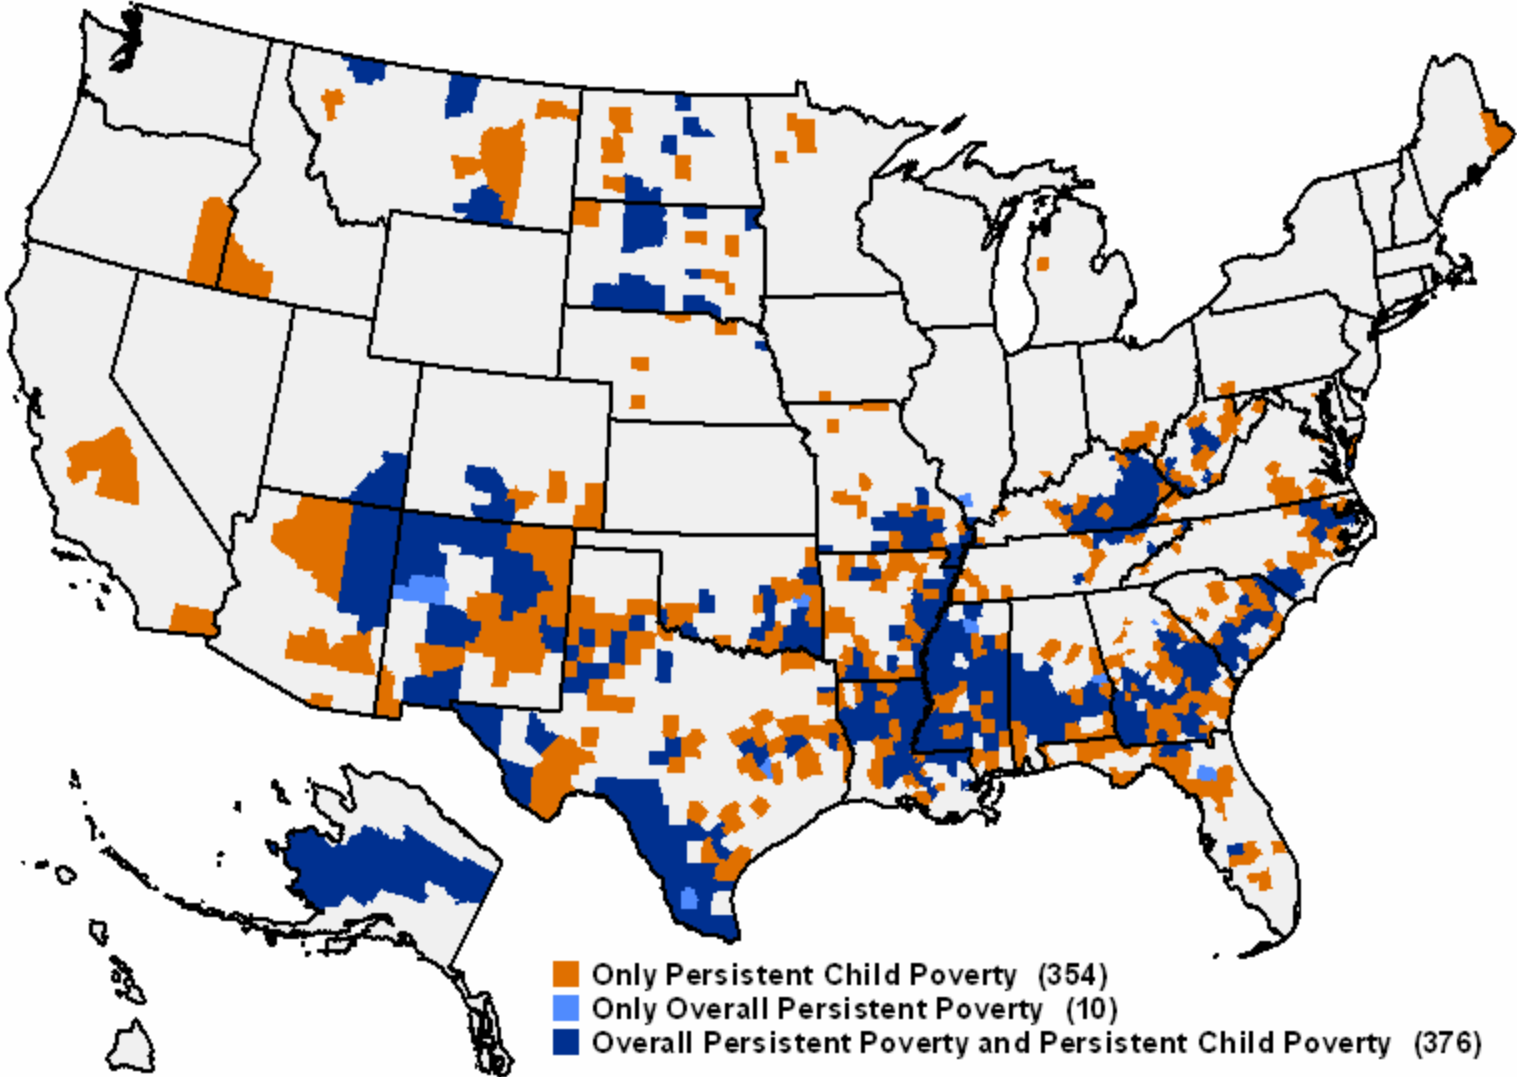 Only Persistent Child Poverty (354)
Only Overall Persistent Poverty (10)
Overall Persistent Poverty and Persistent Child Poverty (376)